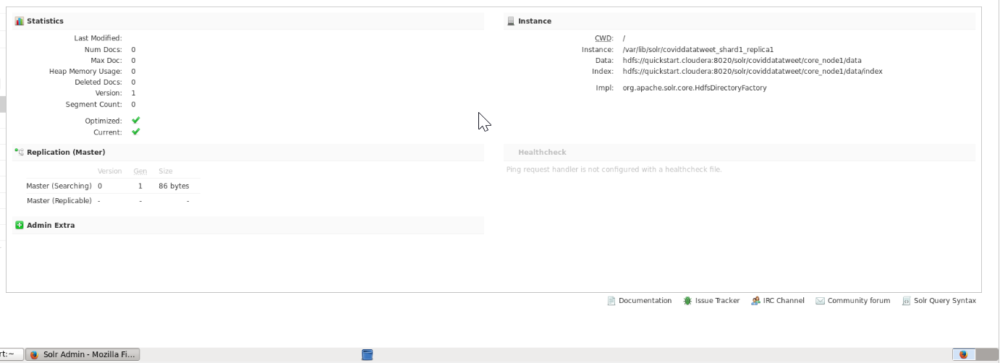 Statistics
Last Modified:
Num Docs: 0
Max Doc: 0
Heap Memory Usage: 0
Deleted Docs: 0
Version: 1
Segment Count: 0
Optimized:
Current:
Instance
CWD: /
Instance: /var/lib/solr/coviddatatweet_shard1_replica1
Data: hdfs://quickstart.cloudera:8020/solr/coviddatatweet/core_node1/data
Index: hdfs://quickstart.cloudera:8020/solr/coviddatatweet/core_node1/data/index
Impl: org.apache.solr.core.HdfsDirectoryFactory
Replication (Master)
Version Gen Size
Master (Searching) 0 1 86 bytes
Master (Replicable) - - -
Healthcheck
Ping request handler is not configured with a healthcheck file.
Admin Extra
Documentation Issue Tracker IRC Channel Community forum Solr Query Syntax
rt:~ Solr Admin - Mozilla Fi...